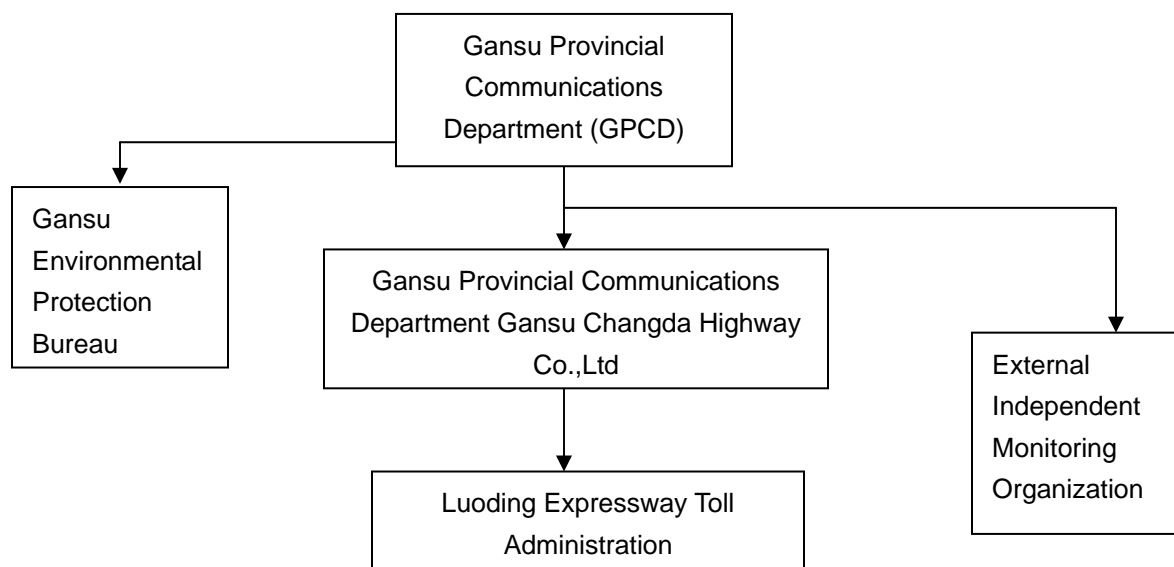 Gansu Provincial
Communications
Department (GPCD)
Gansu
Environmental
Protection
Bureau
Gansu Provincial Communications
Department Gansu Changda Highway
Co.,Ltd
External
Independent
Monitoring
Organization
Luoding Expressway Toll
Administration